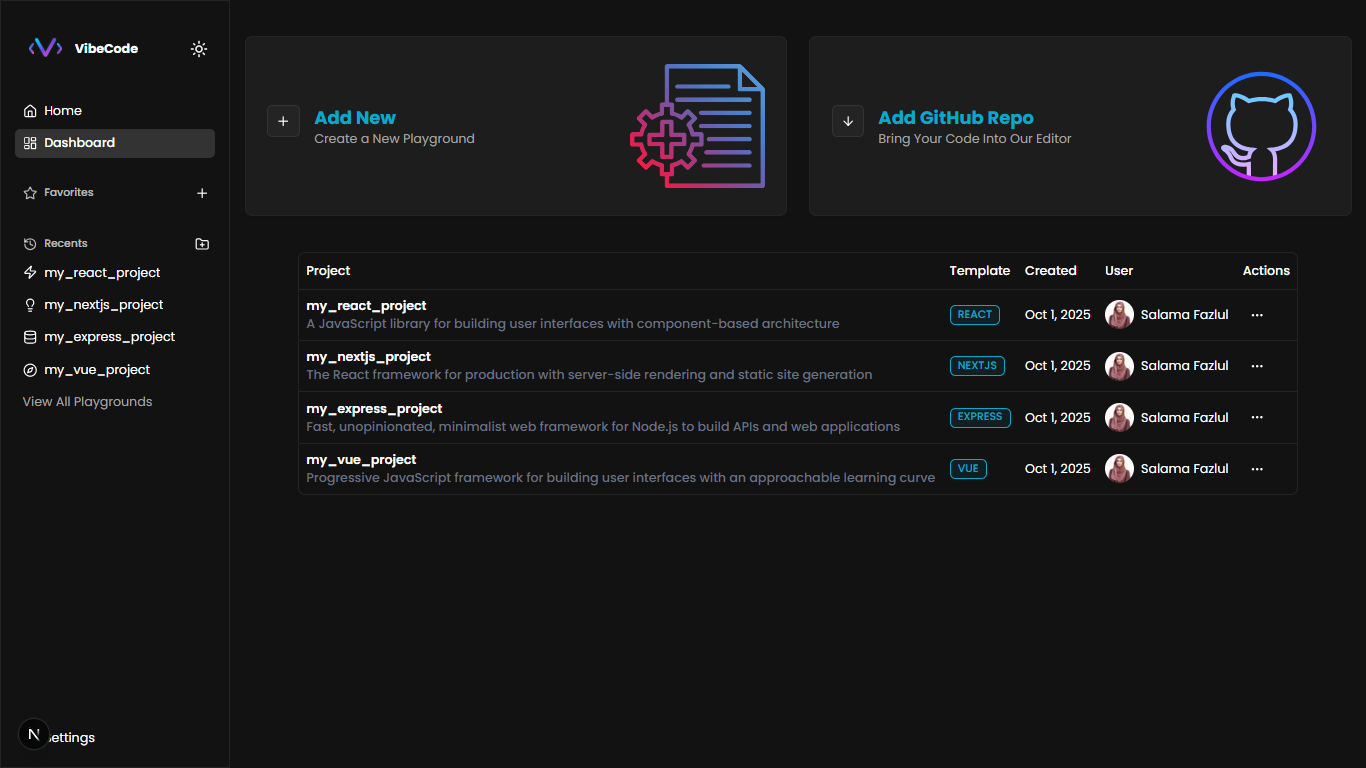 VibeCode
Home
Dashboard
Favorites
Recents
my_react_project
my_nextjs_project
my_express_project
my_vue_project
View All Playgrounds
N
ettings
Add New
Create a New Playground
Add GitHub Repo
Bring Your Code Into Our Editor
Project Template Created User Actions
my_react_project
A JavaScript library for building user interfaces with component-based architecture
REACT Oct 1, 2025 Salama Fazlul
my_nextjs_project
The React framework for production with server-side rendering and static site generation
NEXTJS Oct 1, 2025 Salama Fazlul
my_express_project
Fast, unopinionated, minimalist web framework for Node.js to build APIs and web applications
EXPRESS Oct 1, 2025 Salama Fazlul
my_vue_project
Progressive JavaScript framework for building user interfaces with an approachable learning curve
VUE Oct 1, 2025 Salama Fazlul